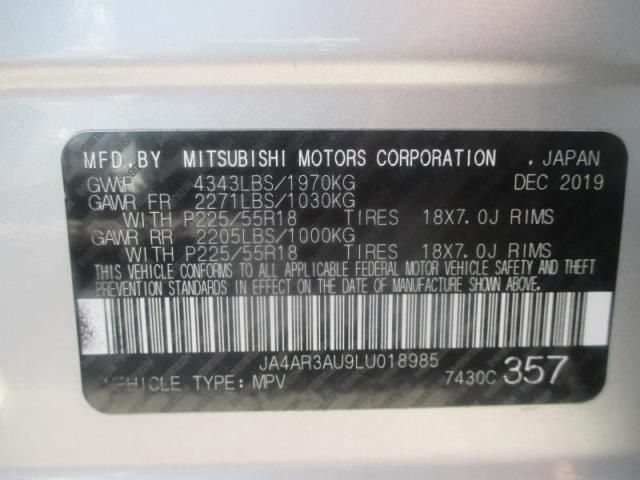 MFD.BY MITSUBISHI MOTORS CORPORATION . JAPAN
GVWR 4343LBS/1970KG DEC 2019
GAWR FR 2271LBS/1030KG
WITH P225/55R18 TIRES 18X7.0J RIMS
GAWR RR 2205LBS/1000KG
WITH P225/55R18 TIRES 18X7.0J RIMS
THIS VEHICLE CONFORMS TO ALL APPLICABLE FEDERAL MOTOR VEHICLE SAFETY AND THEFT
PREVENTION STANDARDS IN EFFECT ON THE DATE OF MANUFACTURE SHOWN ABOVE.
JA4AR3AU9LU018985
VEHICLE TYPE: MPV 7430C 357